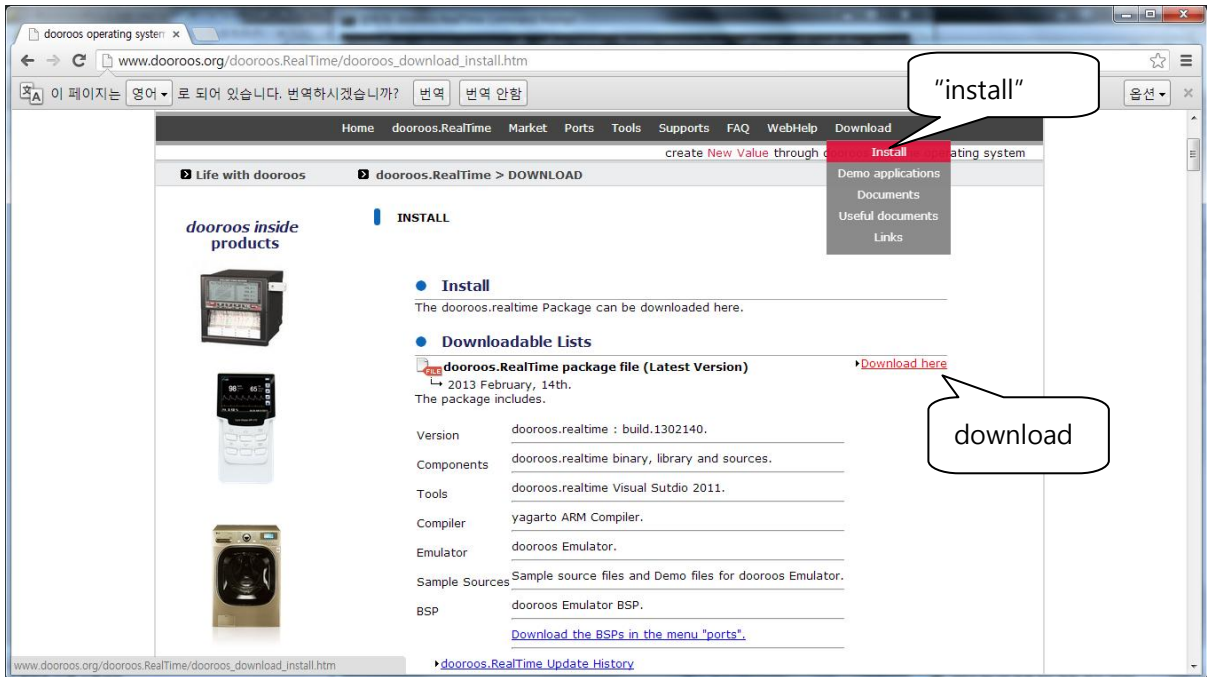 dooroos operating system
www.dooroos.org/dooroos.RealTime/dooroos_download_install.htm
이 페이지는 영어 로 되어 있습니다. 번역하시겠습니까? 번역 번역 안함 옵션
"install"
Home dooroos.RealTime Market Ports Tools Supports FAQ WebHelp Download
create New Value through ating system
Install
Demo applications
Documents
Useful documents
Links
Life with dooroos
dooroos.RealTime > DOWNLOAD
dooroos inside
products
INSTALL
Install
The dooroos.realtime Package can be downloaded here.
Downloadable Lists
FILE dooroos.RealTime package file (Latest Version) Download here
2013 February, 14th.
The package includes.
download
Version dooroos.realtime : build.1302140.
Components dooroos.realtime binary, library and sources.
Tools dooroos.realtime Visual Sutdio 2011.
Compiler yagarto ARM Compiler.
Emulator dooroos Emulator.
Sample Sources Sample source files and Demo files for dooroos Emulator.
BSP dooroos Emulator BSP.
Download the BSPs in the menu "ports".
dooroos.RealTime Update History
www.dooroos.org/dooroos.RealTime/dooroos_download_install.htm